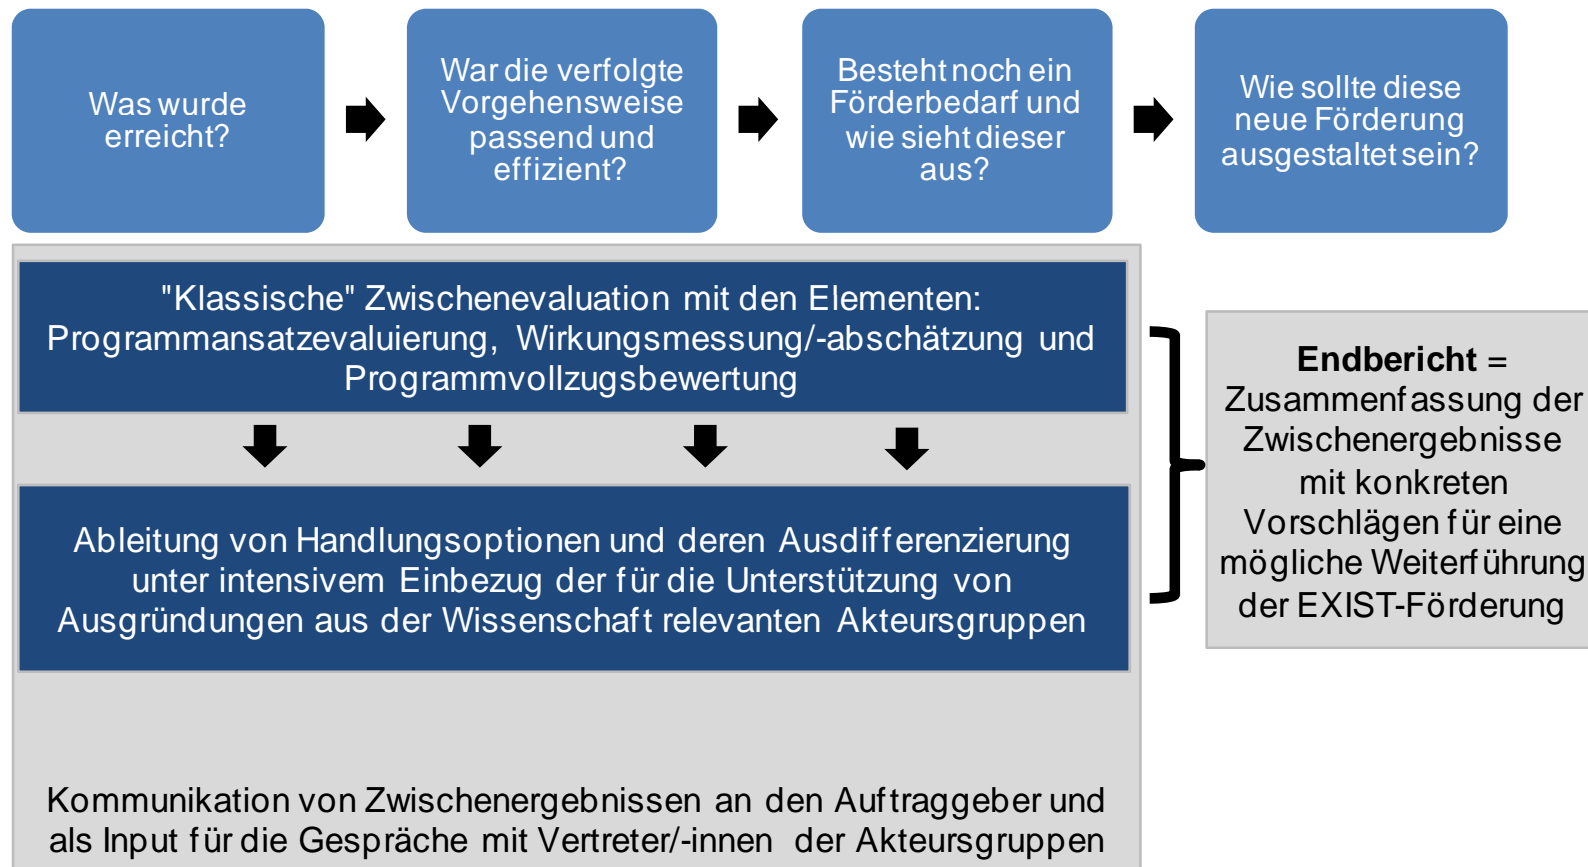 Was wurde
erreicht?
War die verfolgte
Vorgehensweise
passend und
effizient?
Besteht noch ein
Förderbedarf und
wie sieht dieser
aus?
Wie sollte diese
neue Förderung
ausgestaltet sein?
"Klassische" Zwischenevaluation mit den Elementen:
Programmansatzevaluierung, Wirkungsmessung/-abschätzung und
Programmvollzugsbewertung
Ableitung von Handlungsoptionen und deren Ausdifferenzierung
unter intensivem Einbezug der für die Unterstützung von
Ausgründungen aus der Wissenschaft relevanten Akteursgruppen
Kommunikation von Zwischenergebnissen an den Auftraggeber und
als Input für die Gespräche mit Vertreter/-innen der Akteursgruppen
Endbericht =
Zusammenfassung der
Zwischenergebnisse
mit konkreten
Vorschlägen für eine
mögliche Weiterführung
der EXIST-Förderung